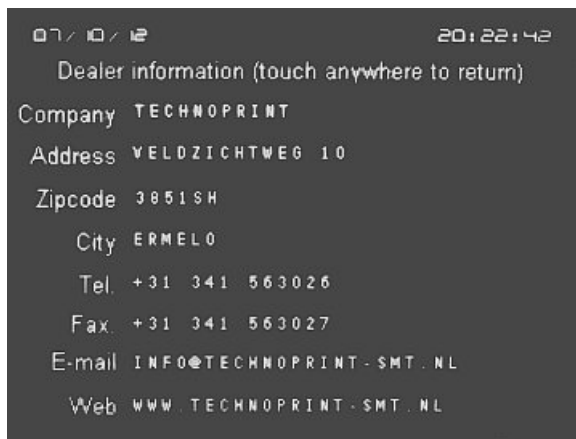 07/10/12 20:22:42
Dealer information (touch anywhere to return)
Company TECHNOPRINT
Address VELDZICHTWEG 10
Zipcode 3851SH
City ERMELO
Tel. +31 341 563026
Fax. +31 341 563027
E-mail INFO@TECHNOPRINT-SMT.NL
Web WWW.TECHNOPRINT-SMT.NL